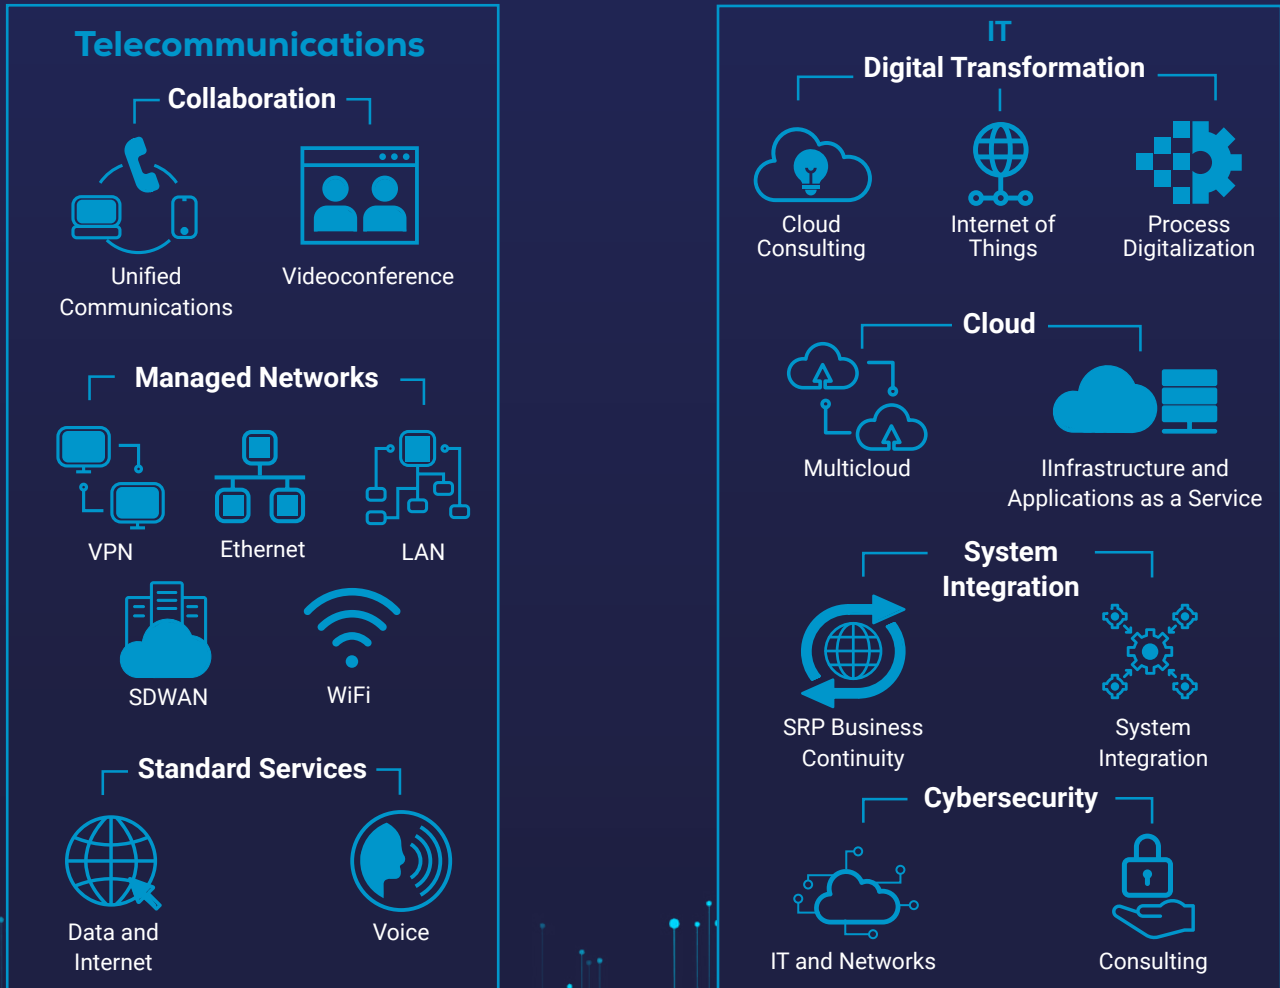 Telecommunications
Collaboration
Unified
Communications
Videoconference
Managed Networks
VPN
Ethernet
LAN
SDWAN
WiFi
Standard Services
Data and
Internet
Voice
IT
Digital Transformation
Cloud
Consulting
Internet of
Things
Process
Digitalization
Cloud
Multicloud
IInfrastructure and
Applications as a Service
System
Integration
SRP Business
Continuity
System
Integration
Cybersecurity
IT and Networks
Consulting